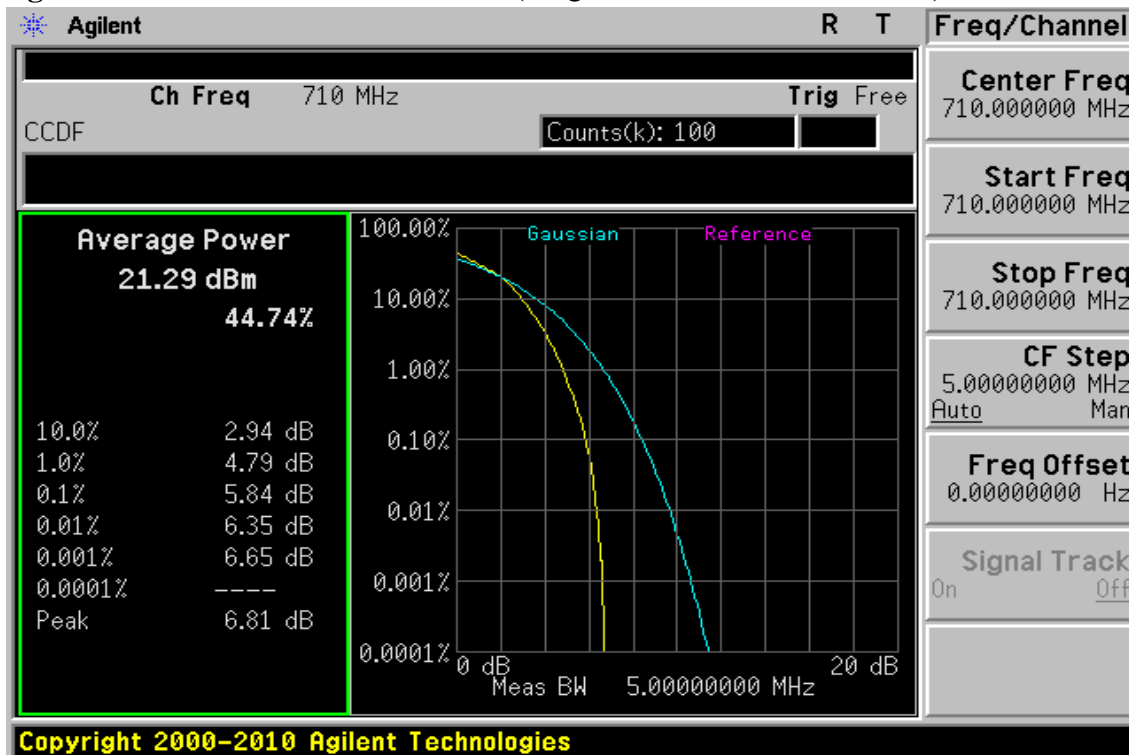 Agilent R T
Ch Freq 710 MHz Trig Free
CCDF Counts(k): 100
Average Power
21.29 dBm
44.74%
10.0% 2.94 dB
1.0% 4.79 dB
0.1% 5.84 dB
0.01% 6.35 dB
0.001% 6.65 dB
0.0001% ----
Peak 6.81 dB
Gaussian Reference
100.00%
10.00%
1.00%
0.10%
0.01%
0.001%
0.0001%
0 dB 20 dB
Meas BW 5.00000000 MHz
Freq/Channel
Center Freq
710.000000 MHz
Start Freq
710.000000 MHz
Stop Freq
710.000000 MHz
CF Step
5.00000000 MHz
Auto Man
Freq Offset
0.00000000 Hz
Signal Track
On Off
Copyright 2000-2010 Agilent Technologies